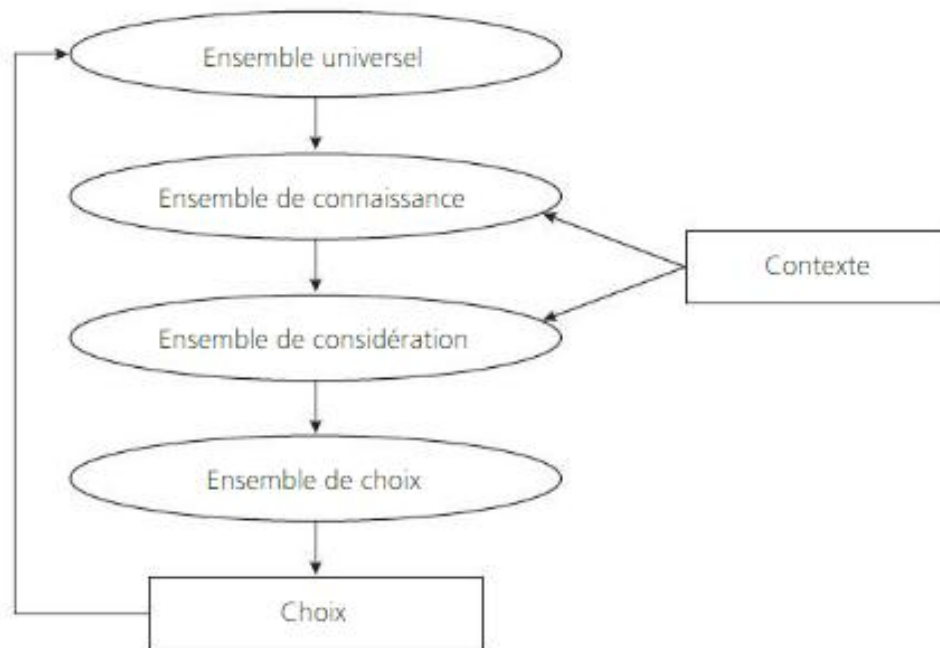 Ensemble universel
Ensemble de connaissance
Contexte
Ensemble de considération
Ensemble de choix
Choix